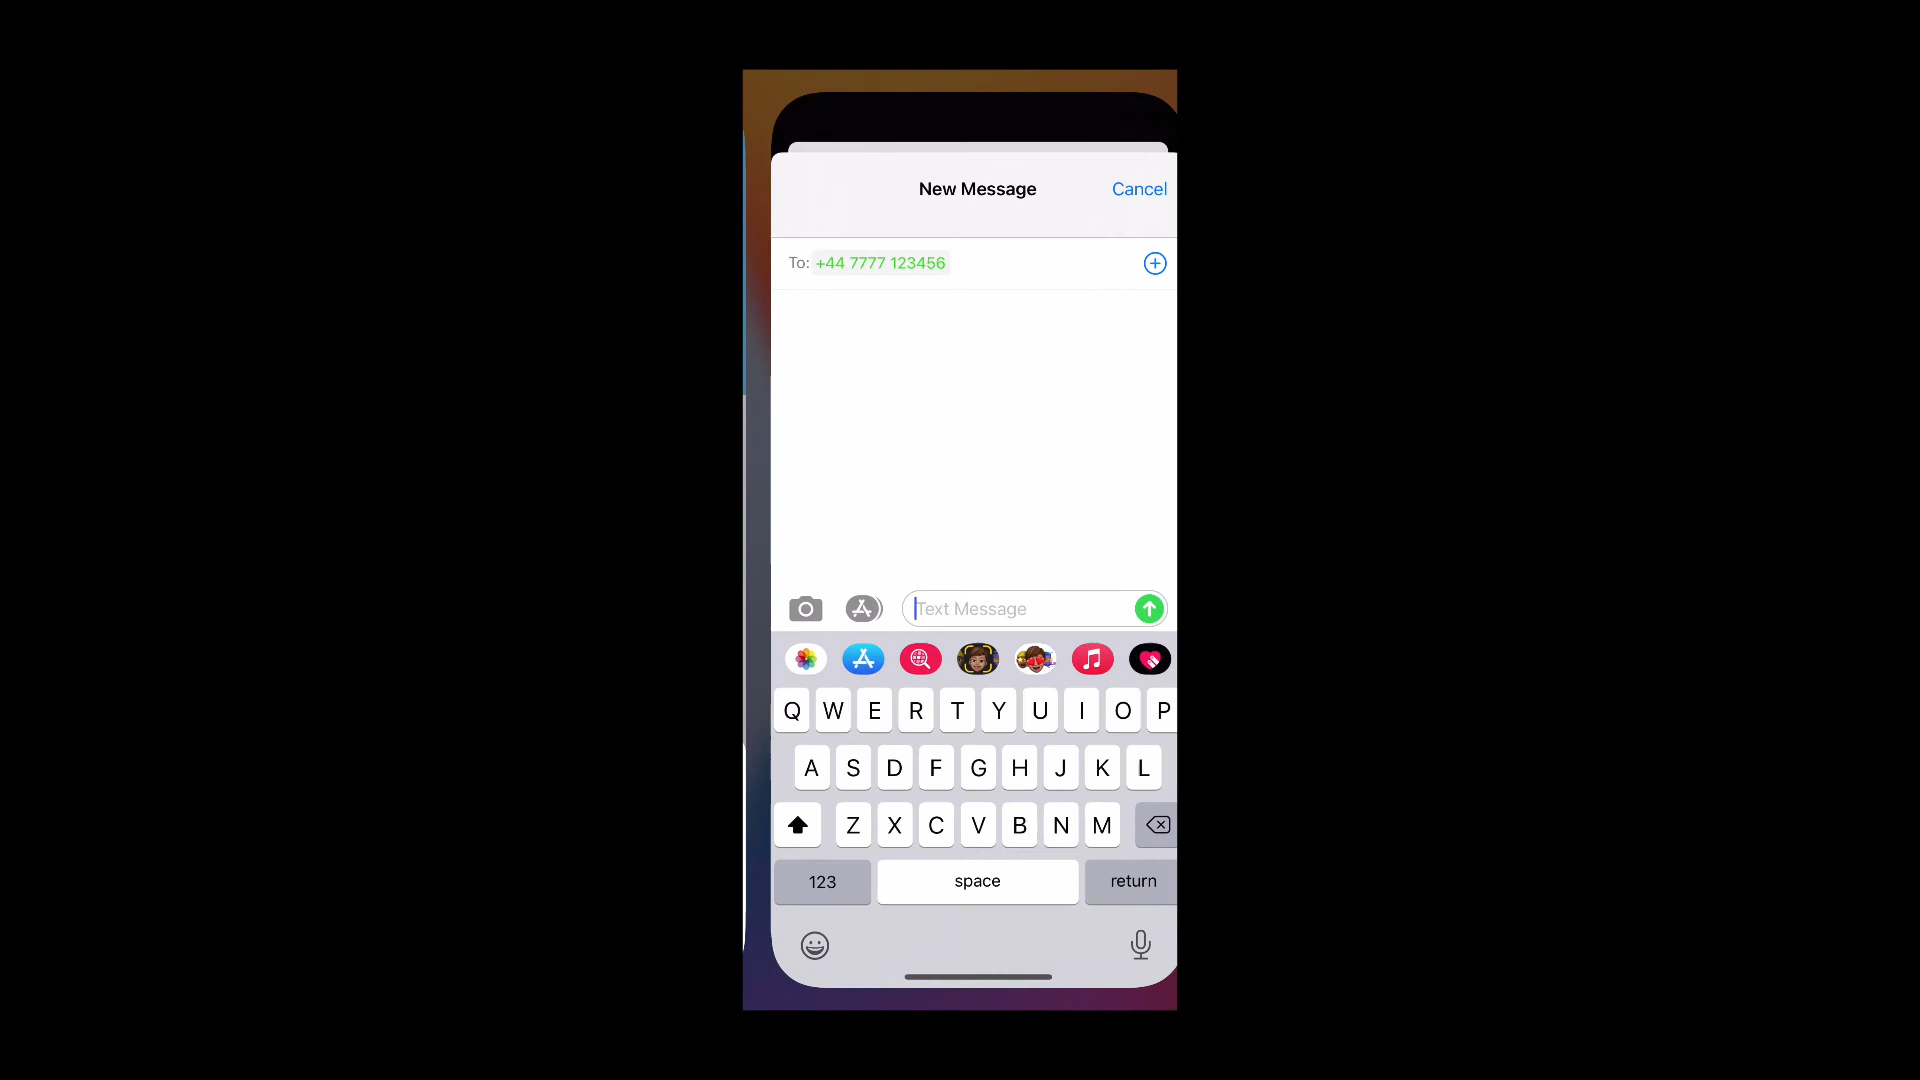 New Message Cancel
To: +44 7777 123456
Text Message
Q W E R T Y U I O P
A S D F G H J K L
Z X C V B N M
123 space return